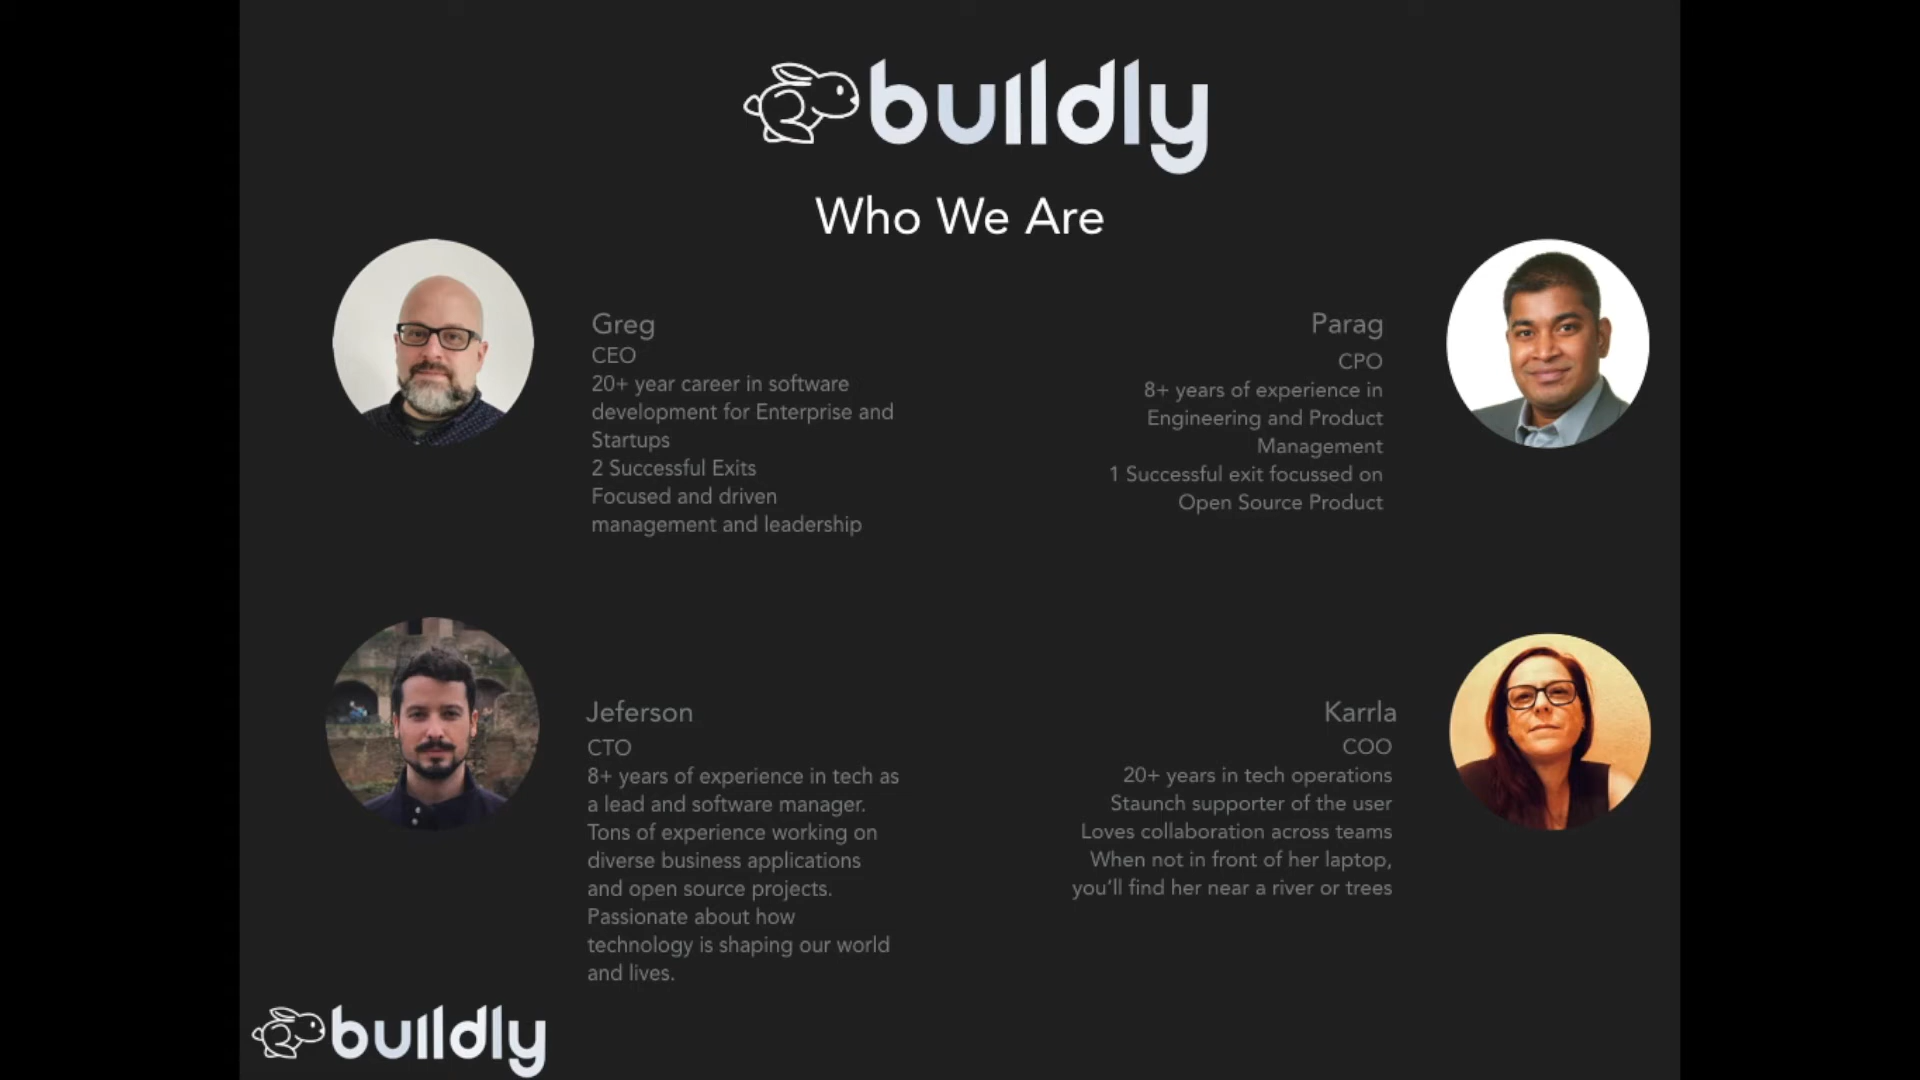 buildly
Who We Are
Greg
CEO
20+ year career in software
development for Enterprise and
Startups
2 Successful Exits
Focused and driven
management and leadership
Parag
CPO
8+ years of experience in
Engineering and Product
Management
1 Successful exit focussed on
Open Source Product
Jeferson
CTO
8+ years of experience in tech as
a lead and software manager.
Tons of experience working on
diverse business applications
and open source projects.
Passionate about how
technology is shaping our world
and lives.
Karrla
COO
20+ years in tech operations
Staunch supporter of the user
Loves collaboration across teams
When not in front of her laptop,
you'll find her near a river or trees
buildly